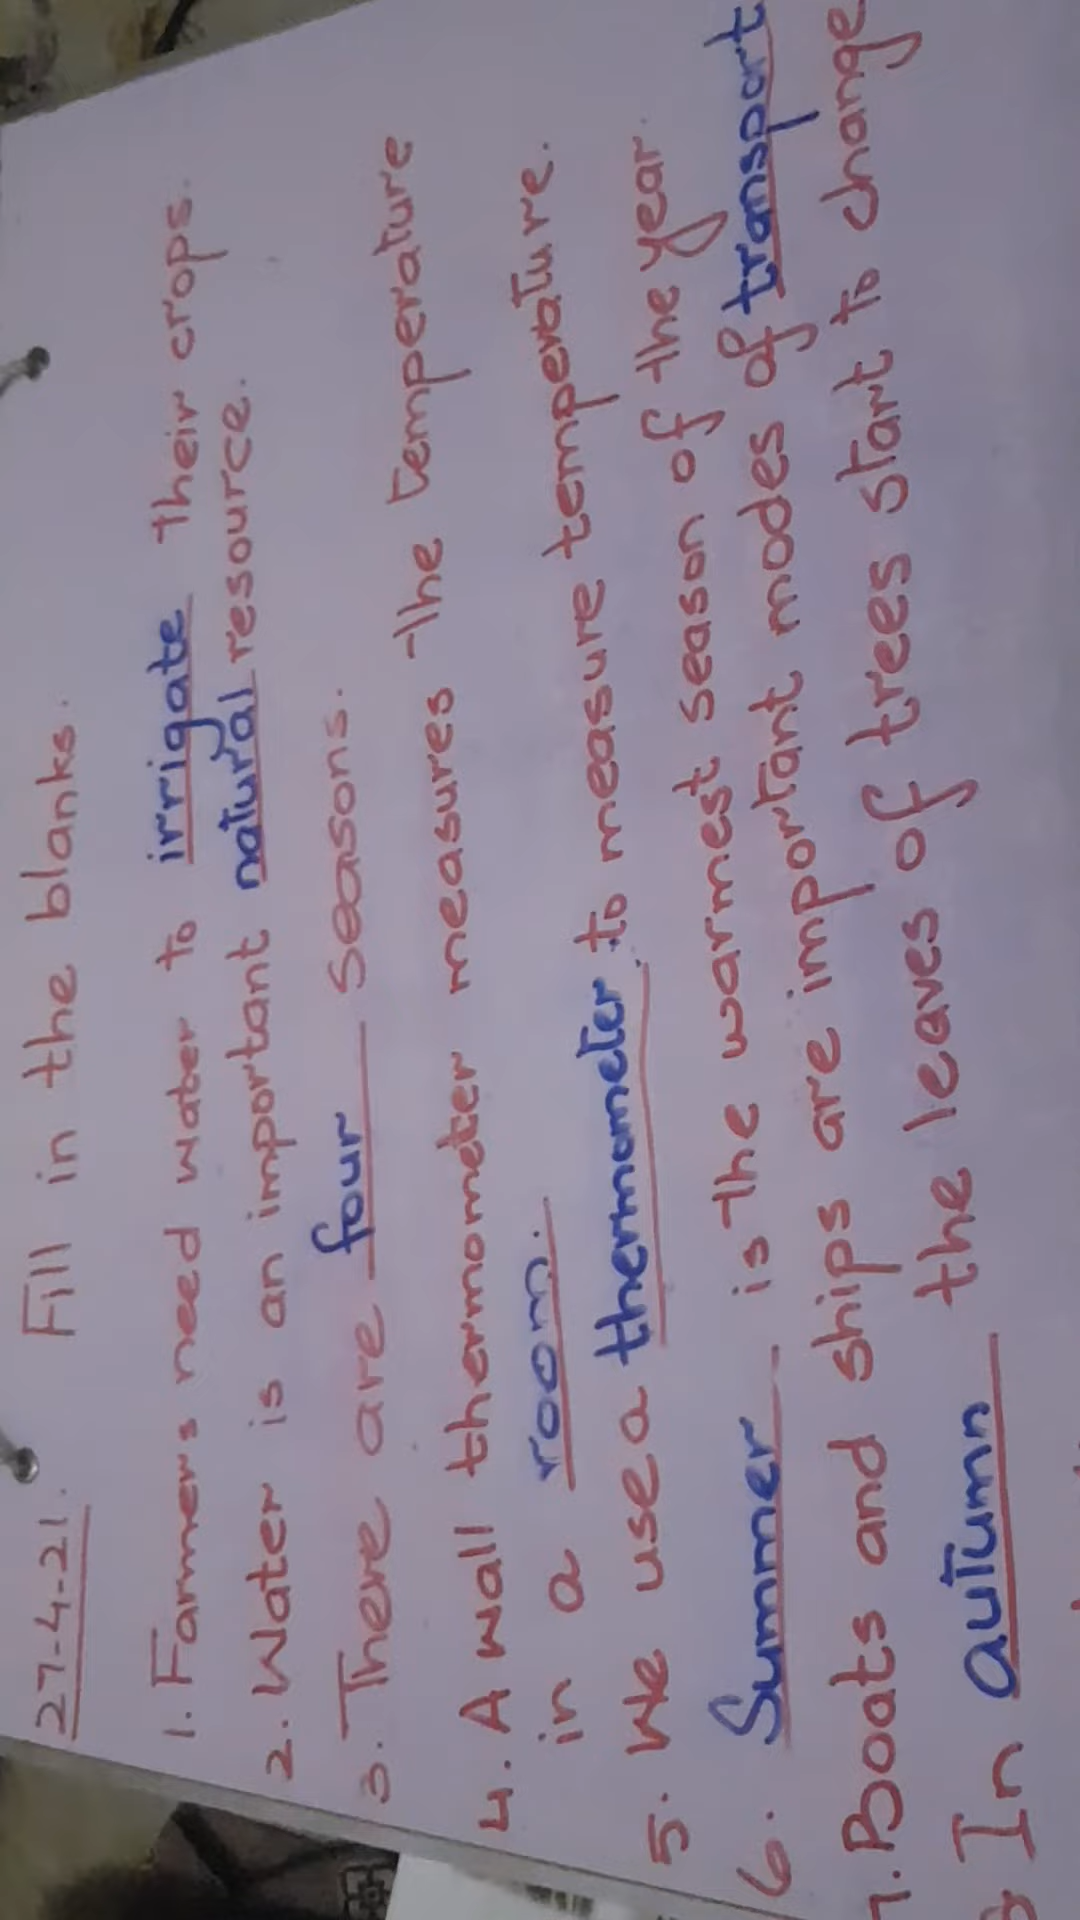 27-4-21. Fill in the blanks.
1. Farmers need water to irrigate their crops.
2. Water is an important natural resource.
3. There are four seasons.
4. A wall thermometer measures the temperature
in a room.
5. We use a thermometer to measure temperature.
6. Summer is the warmest season of the year.
7. Boats and ships are important modes of transport
In autumn the leaves of trees start to change